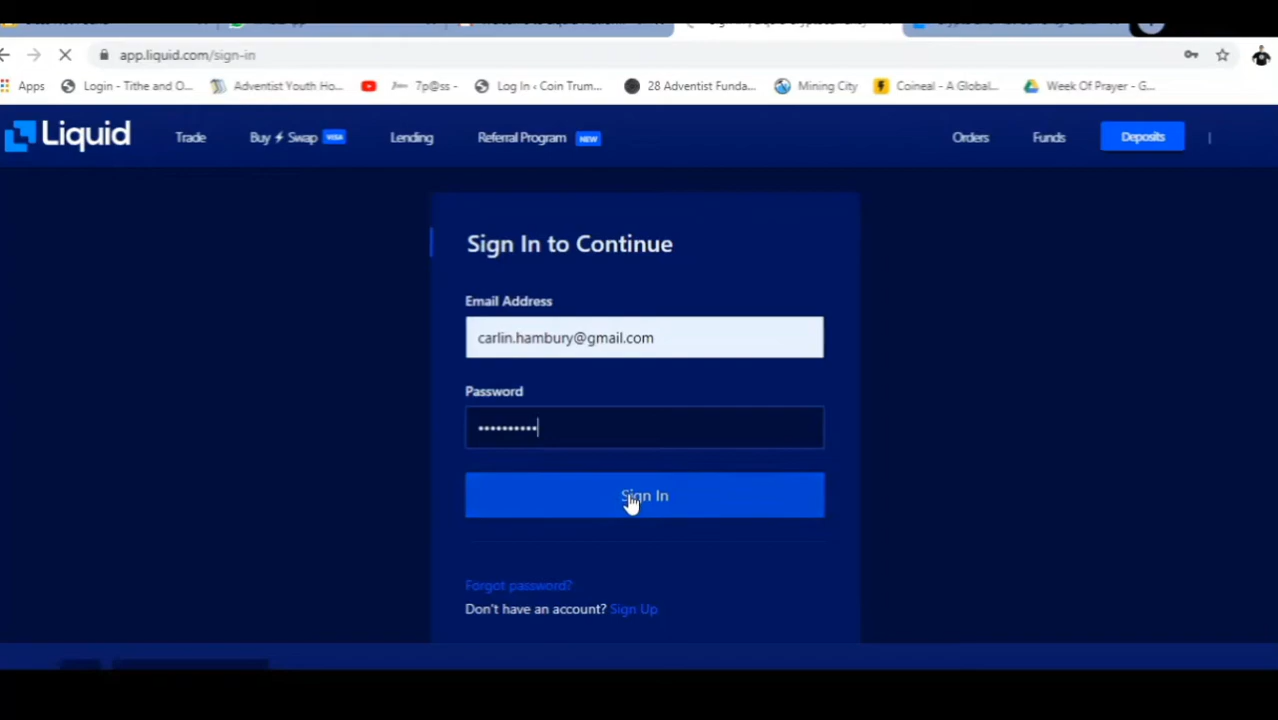 app.liquid.com/sign-in
Apps Login - Tithe and O... Adventist Youth Ho... 7p@ss - Log In ‹ Coin Trum... 28 Adventist Funda... Mining City Coineal - A Global... Week Of Prayer - G...
Liquid Trade Buy ⚡ Swap VISA Lending Referral Program NEW Orders Funds Deposits
Sign In to Continue
Email Address
carlin.hambury@gmail.com
Password
••••••••••
Sign In
Forgot password?
Don't have an account? Sign Up